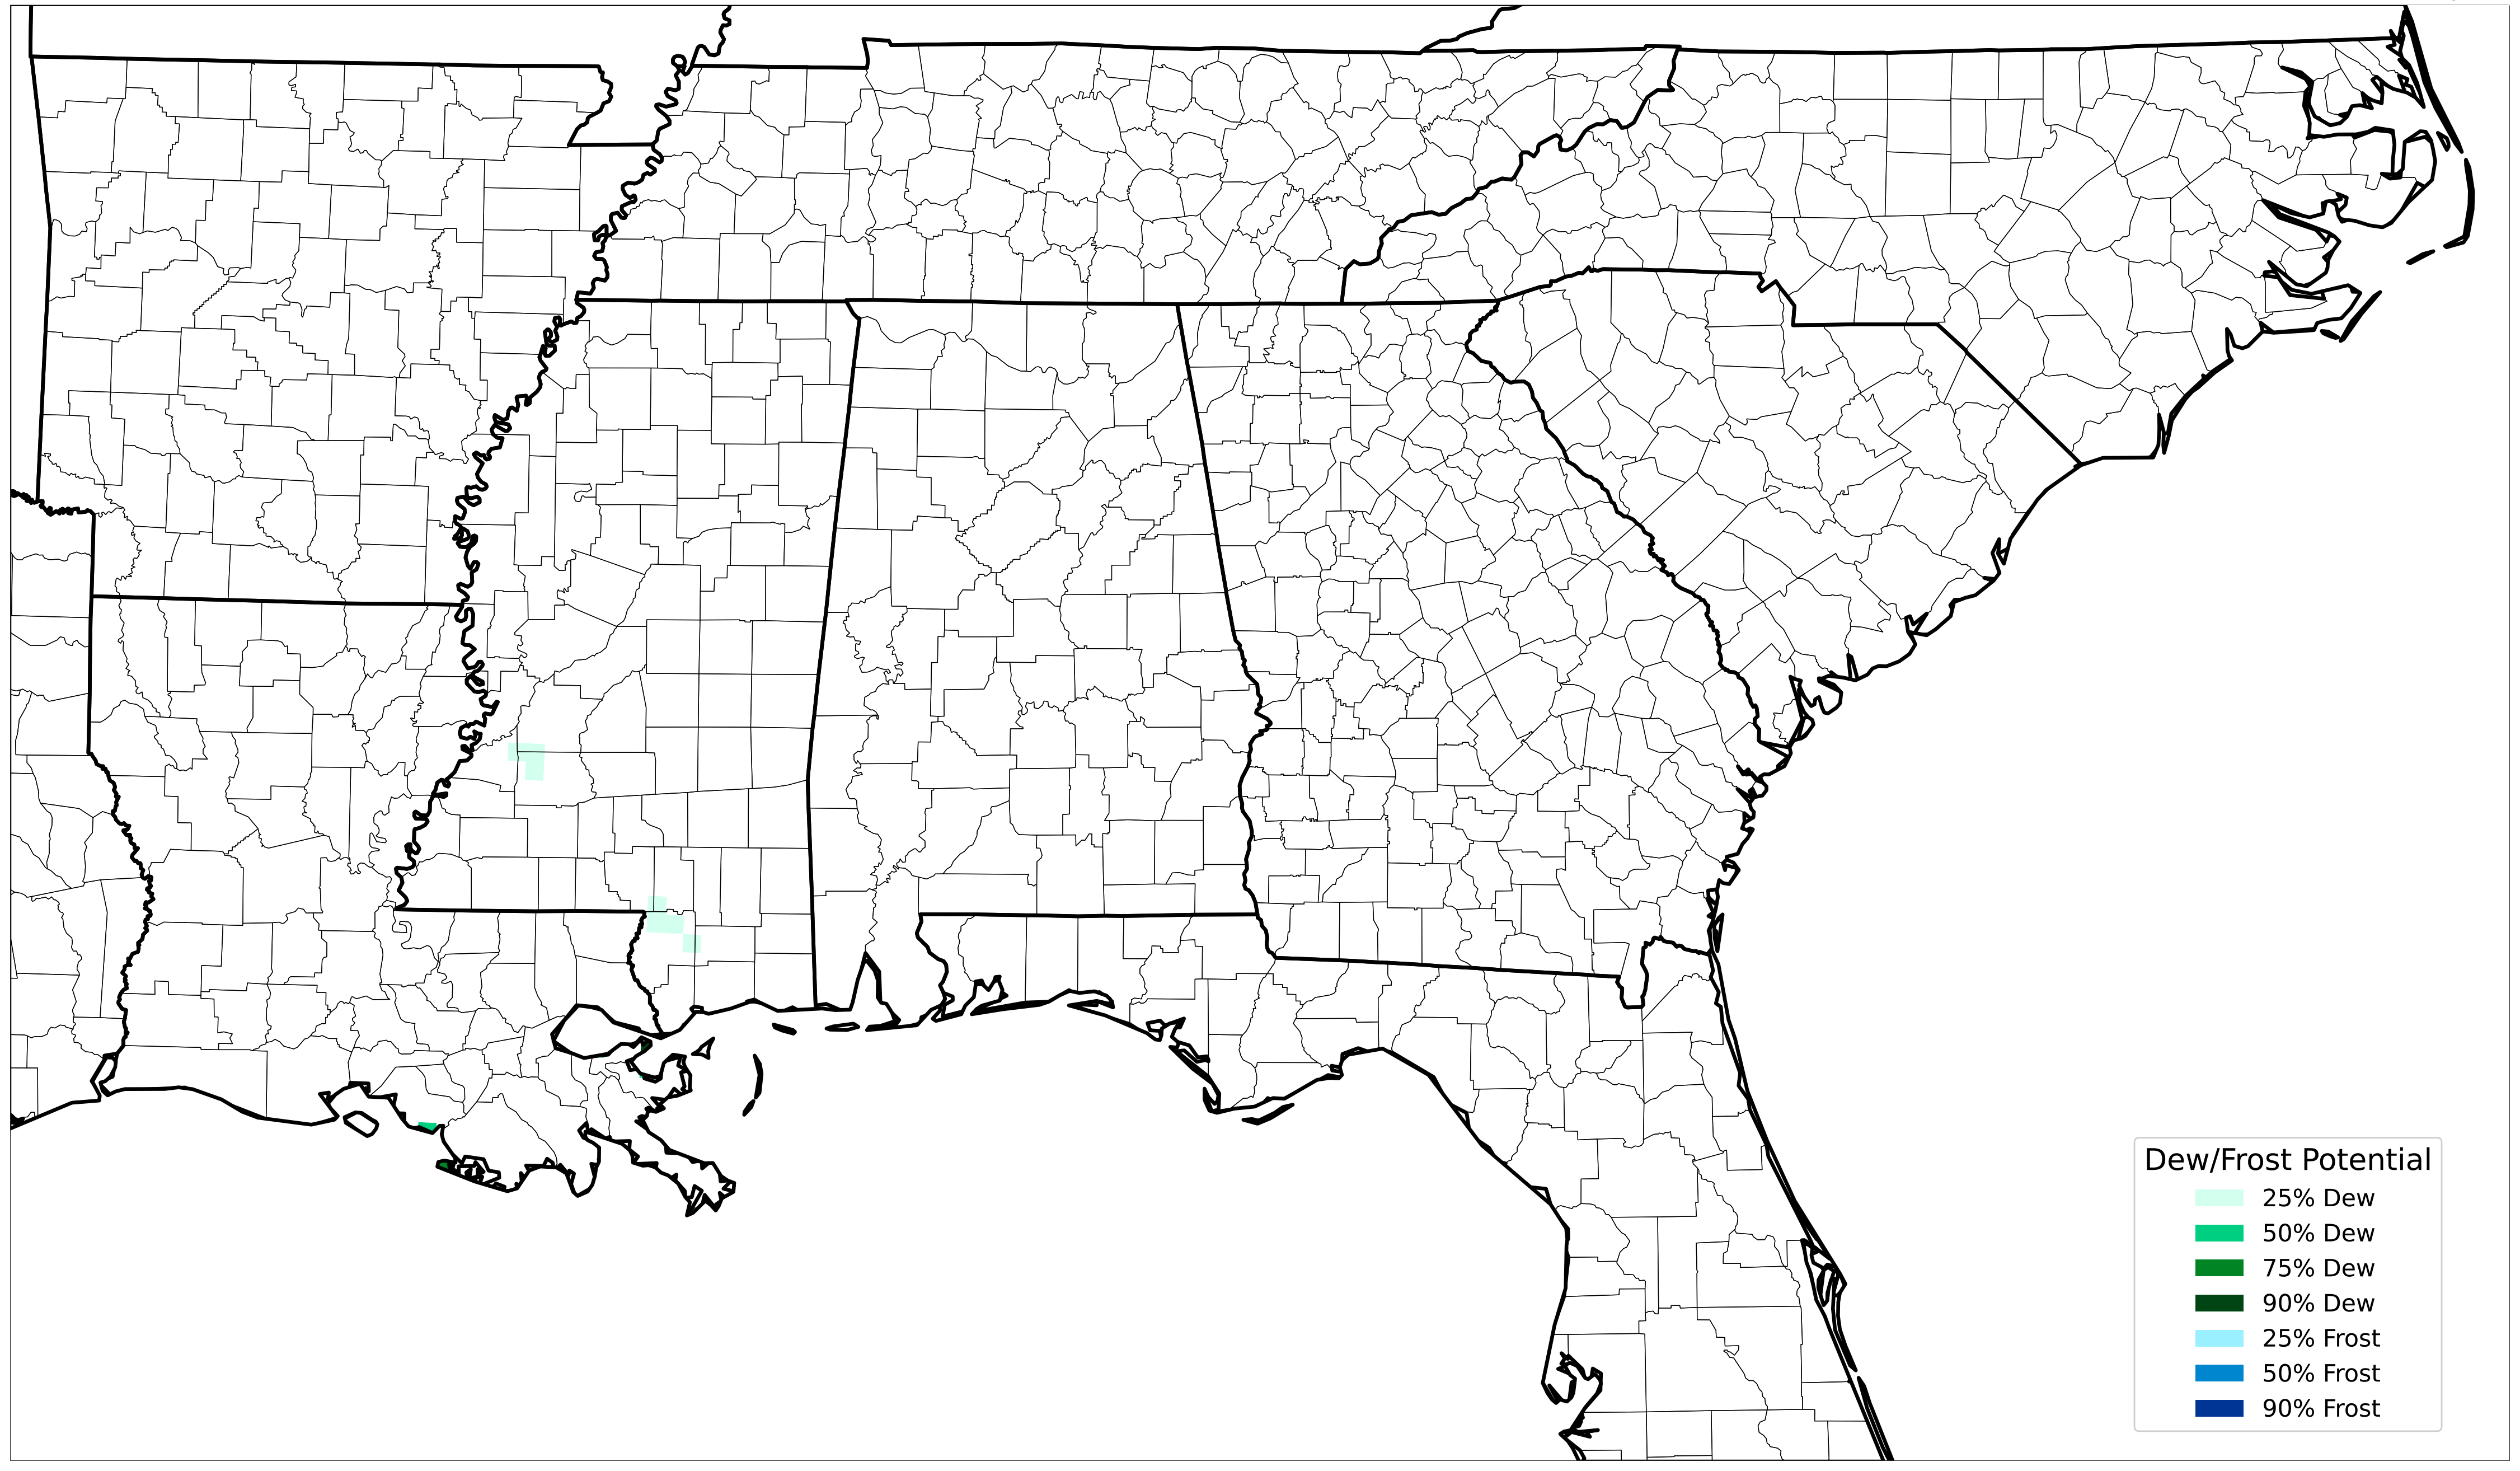 Dew/Frost Potential
25% Dew
50% Dew
75% Dew
90% Dew
25% Frost
50% Frost
90% Frost